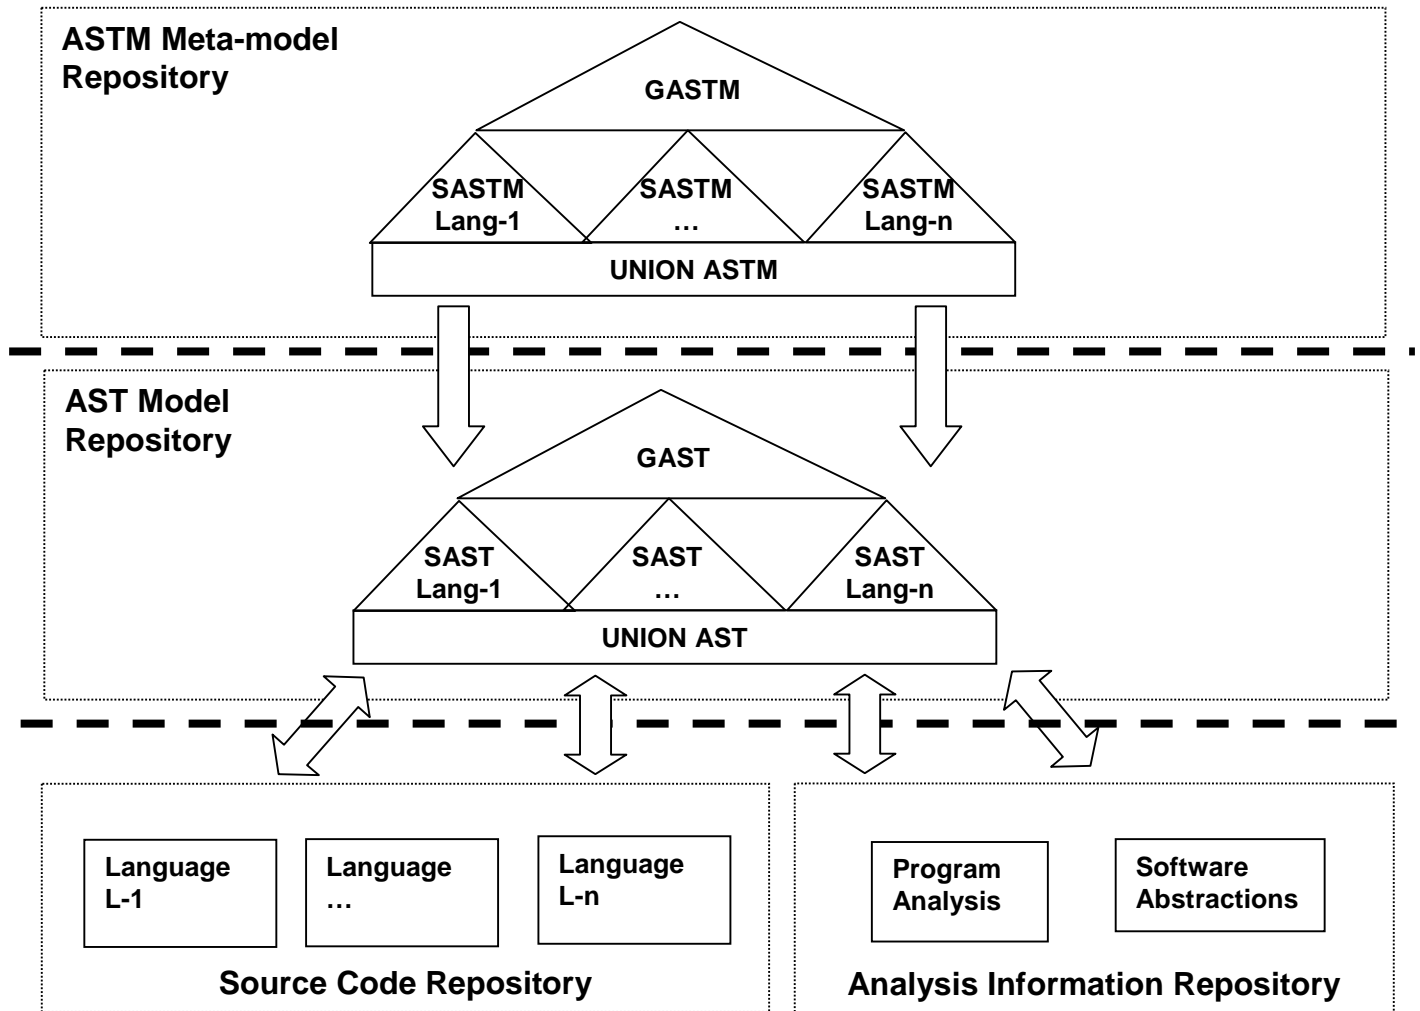 ASTM Meta-model
Repository
GASTM
SASTM
Lang-1
SASTM
…
SASTM
Lang-n
UNION ASTM
AST Model
Repository
GAST
SAST
Lang-1
SAST
…
SAST
Lang-n
UNION AST
Language
L-1
Language
…
Language
L-n
Source Code Repository
Program
Analysis
Software
Abstractions
Analysis Information Repository